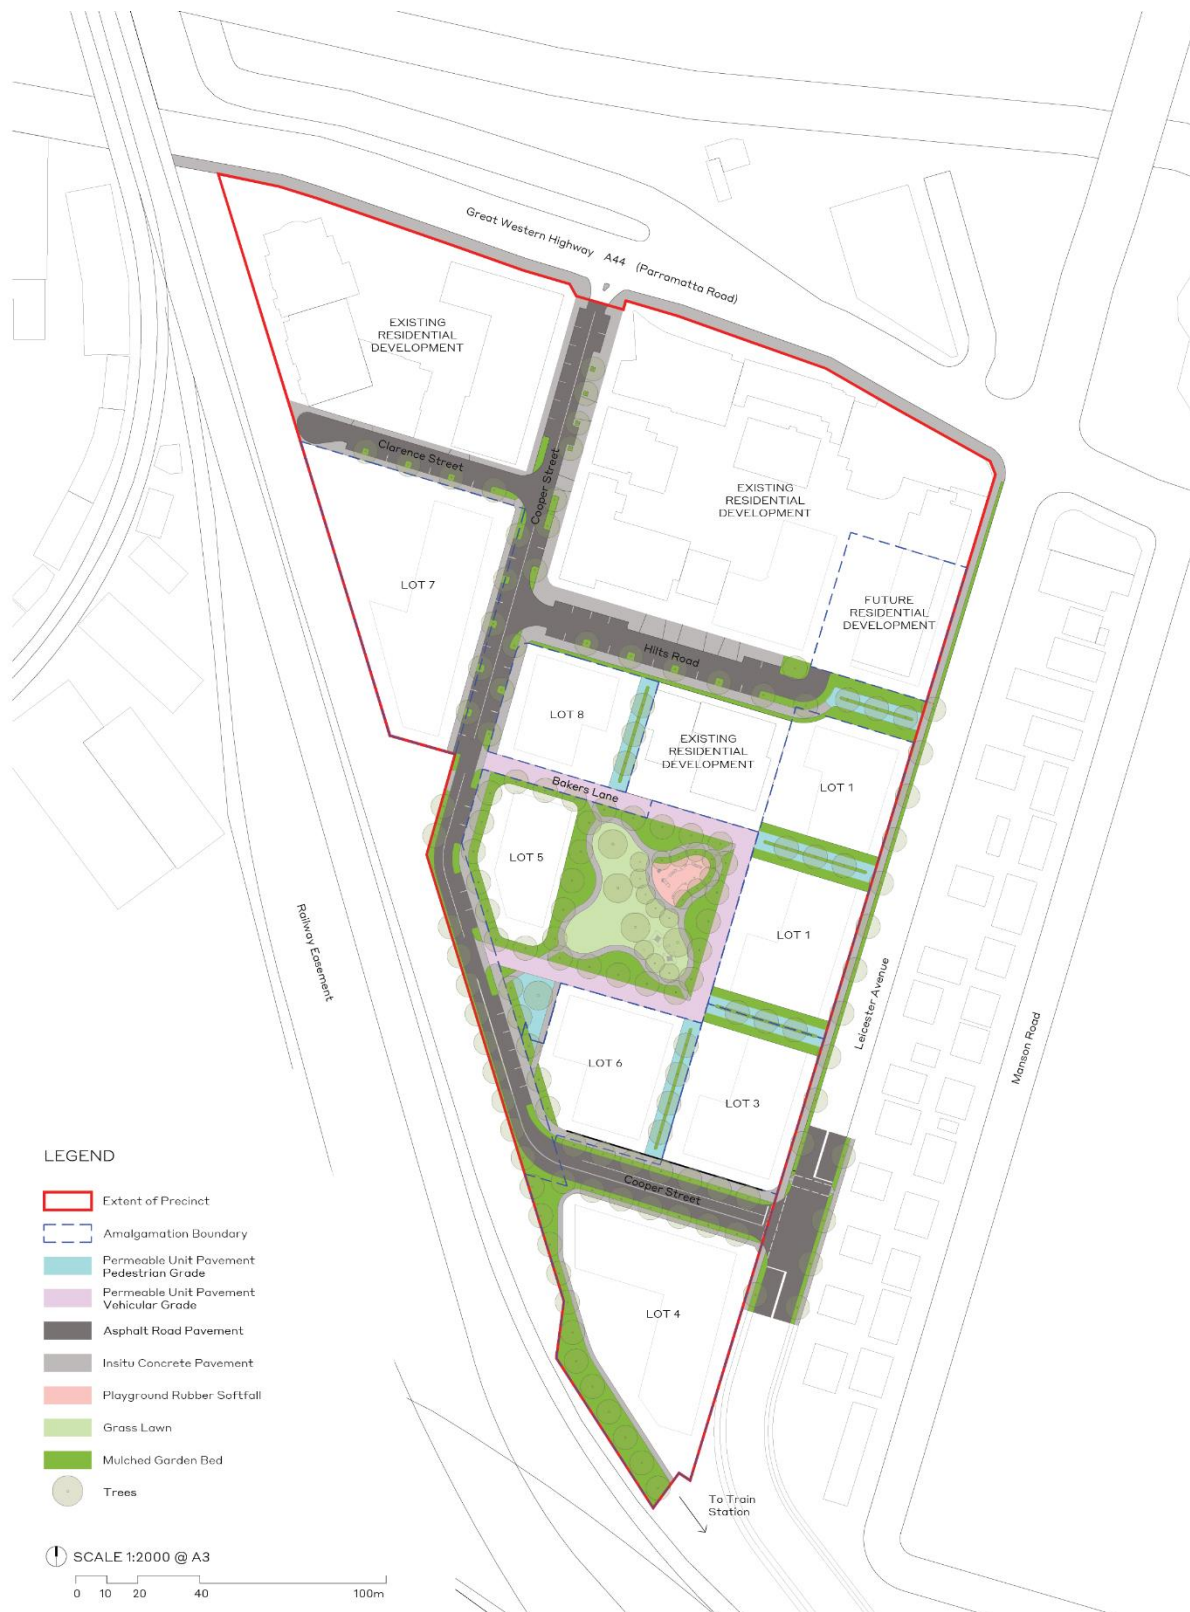 Great Western Highway A44 (Parramatta Road)
EXISTING
RESIDENTIAL
DEVELOPMENT
Clarence Street
Cooper Street
EXISTING
RESIDENTIAL
DEVELOPMENT
LOT 7
FUTURE
RESIDENTIAL
DEVELOPMENT
Hilts Road
LOT 8
EXISTING
RESIDENTIAL
DEVELOPMENT
Bakers Lane
LOT 1
LOT 5
LOT 1
Railway Easement
Leicester Avenue
Manson Road
LOT 6
LOT 3
Cooper Street
LOT 4
To Train
Station
LEGEND
Extent of Precinct
Amalgamation Boundary
Permeable Unit Pavement
Pedestrian Grade
Permeable Unit Pavement
Vehicular Grade
Asphalt Road Pavement
Insitu Concrete Pavement
Playground Rubber Softfall
Grass Lawn
Mulched Garden Bed
Trees
SCALE 1:2000 @ A3
0 10 20 40 100m